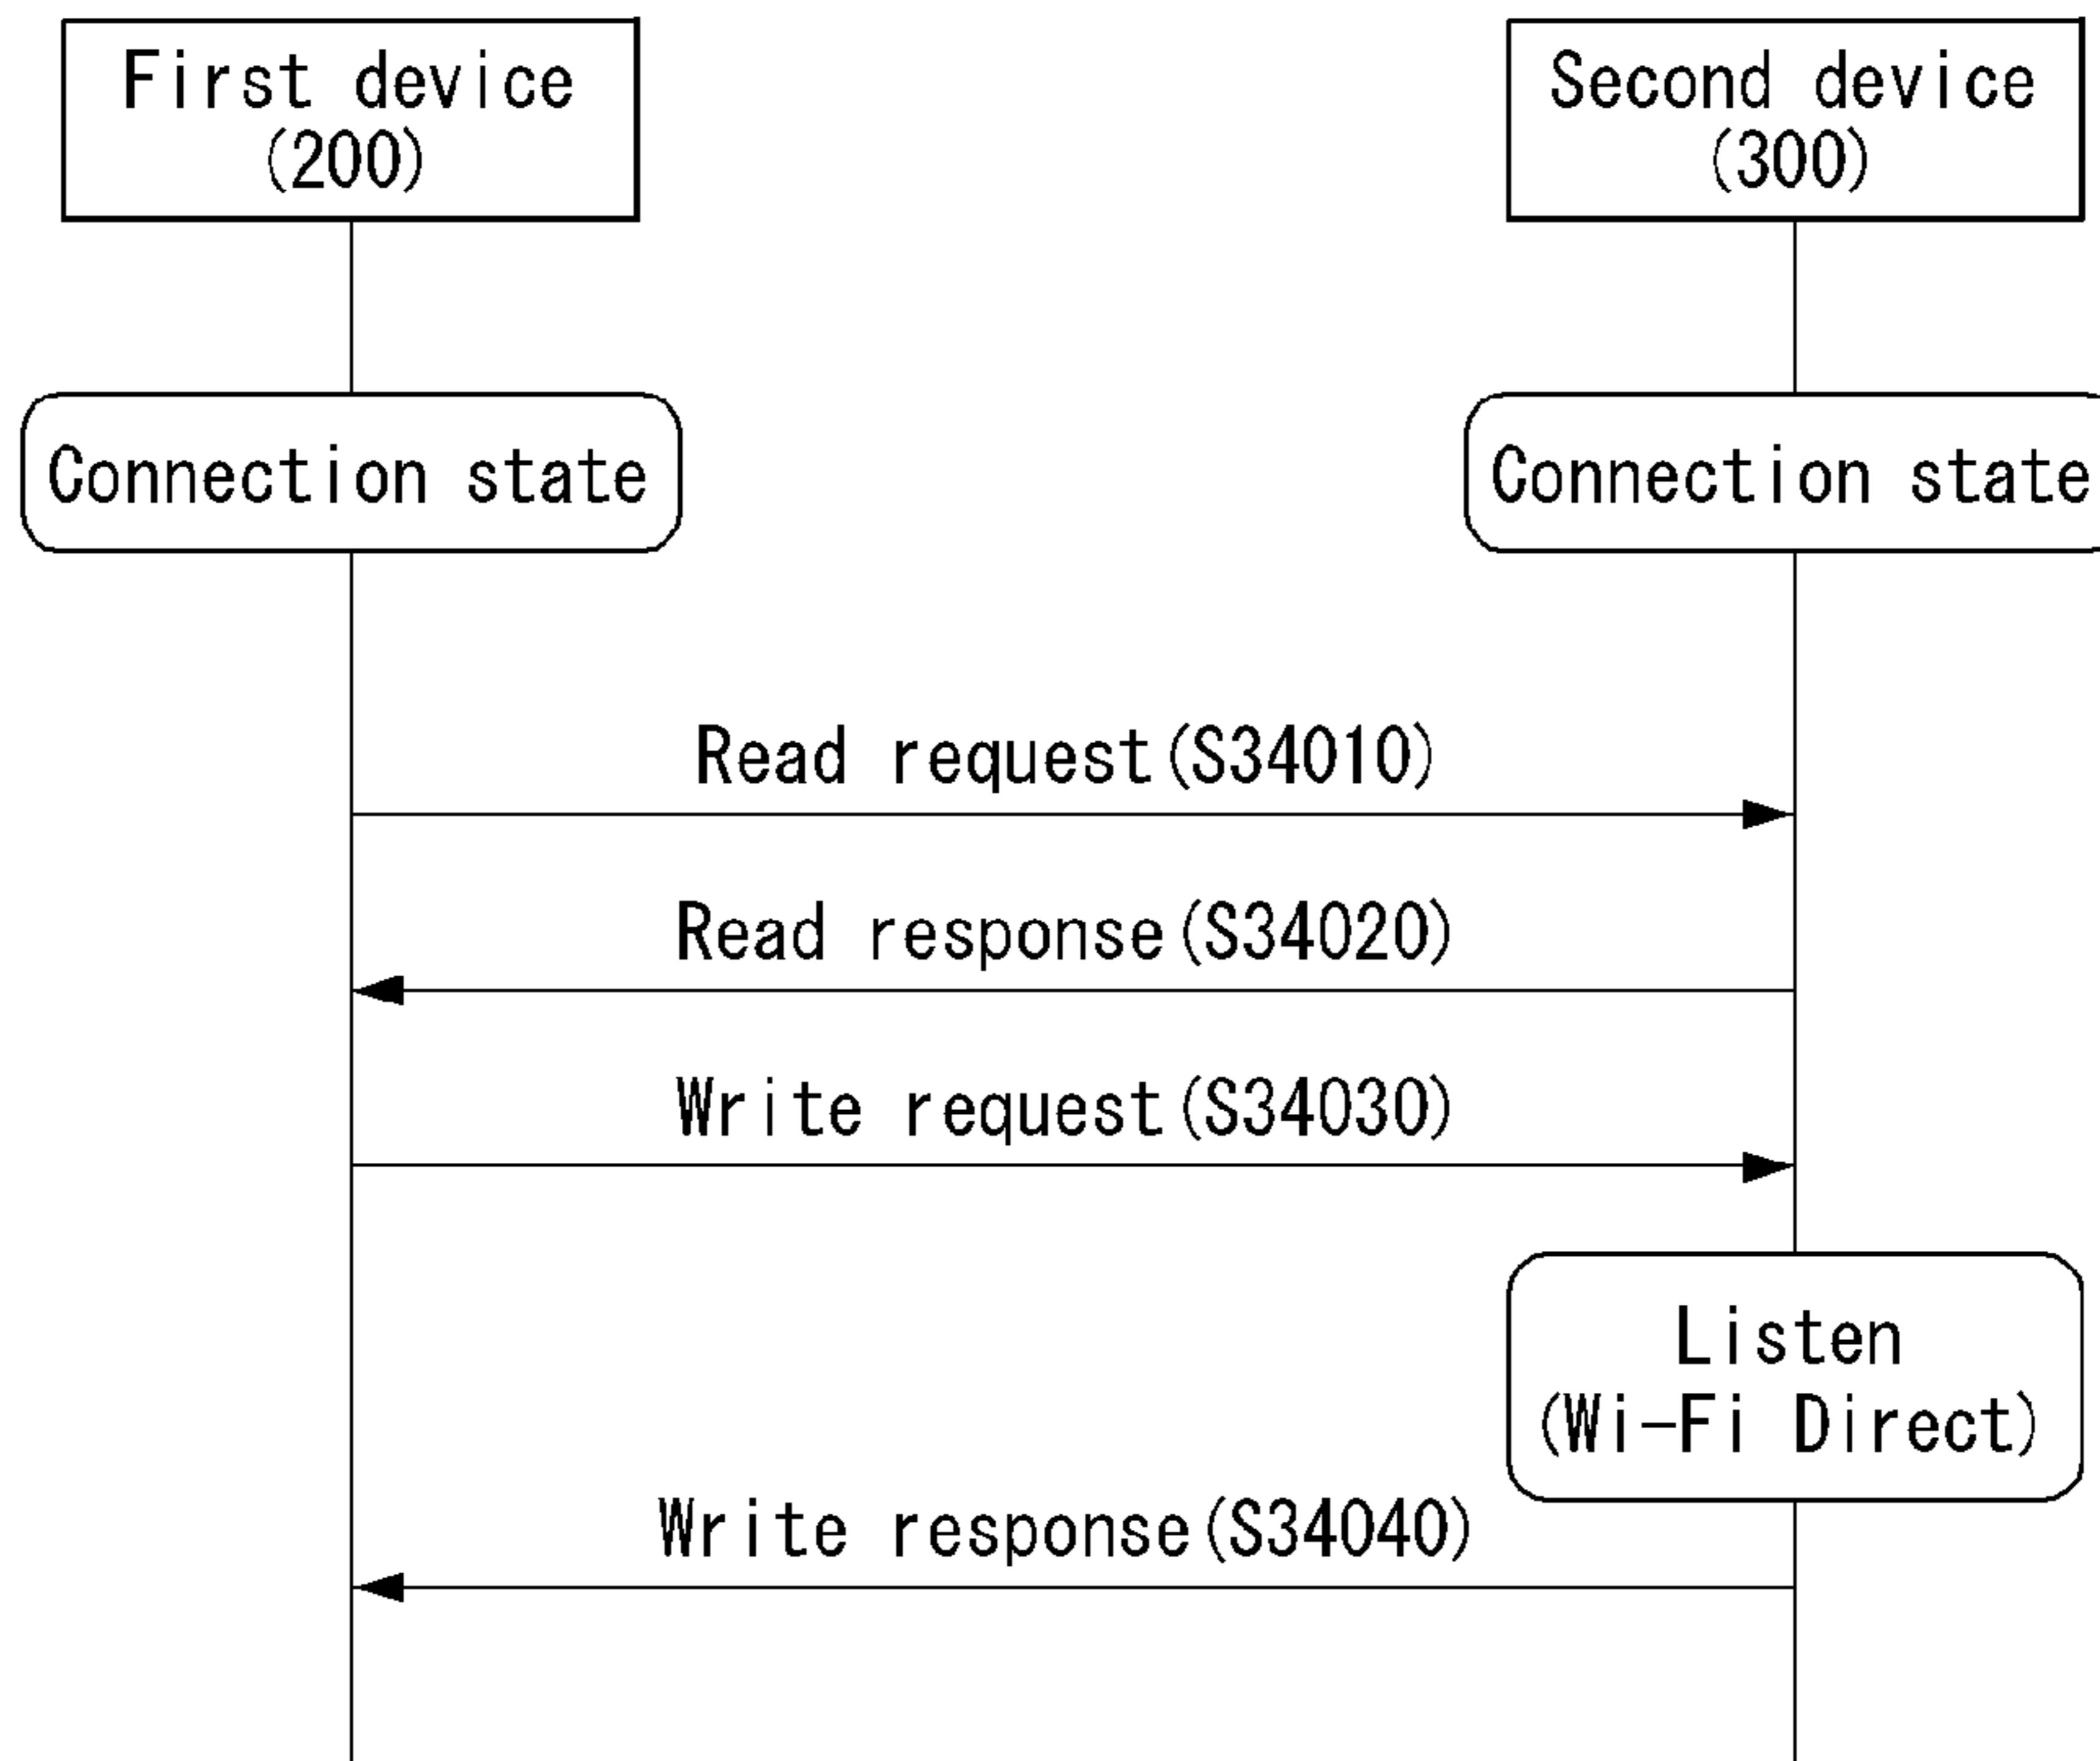 First device
(200)
Second device
(300)
Connection state
Connection state
Read request(S34010)
Read response(S34020)
Write request(S34030)
Listen
(Wi-Fi Direct)
Write response(S34040)